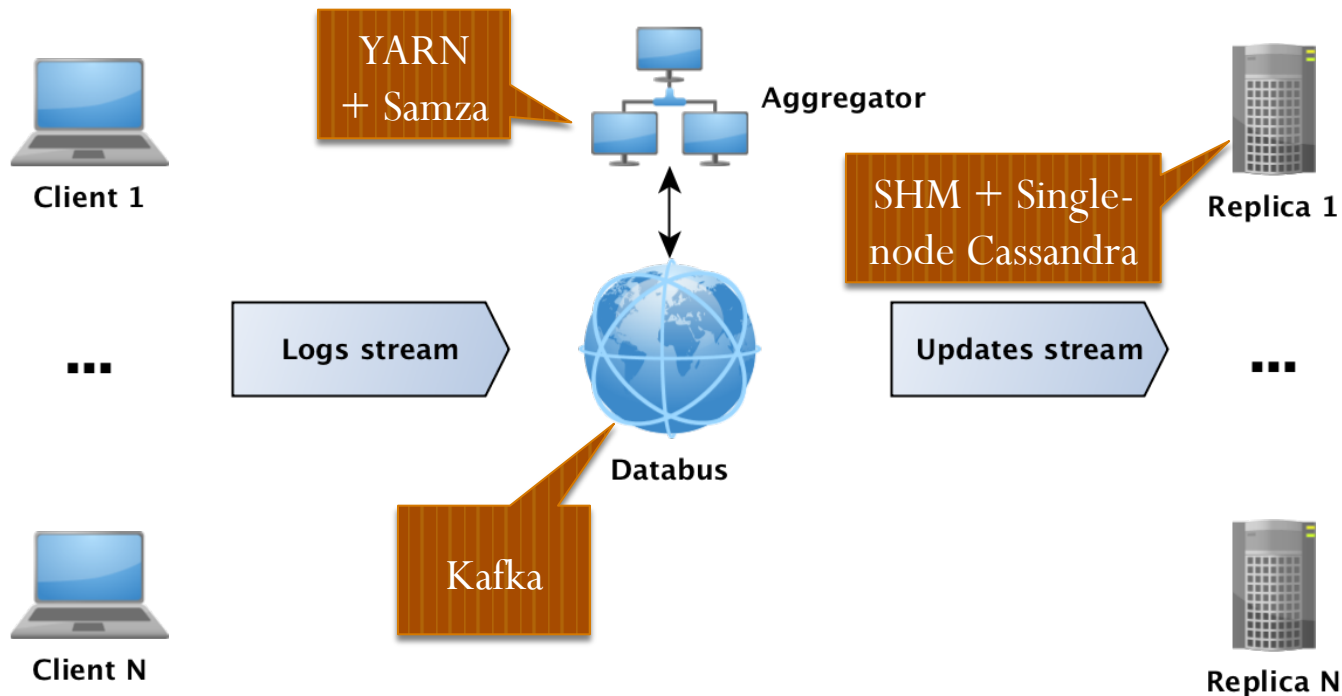 YARN
+ Samza
Aggregator
Client 1
SHM + Single-
node Cassandra
Replica 1
...
Logs stream
Updates stream
...
Databus
Kafka
Client N
Replica N